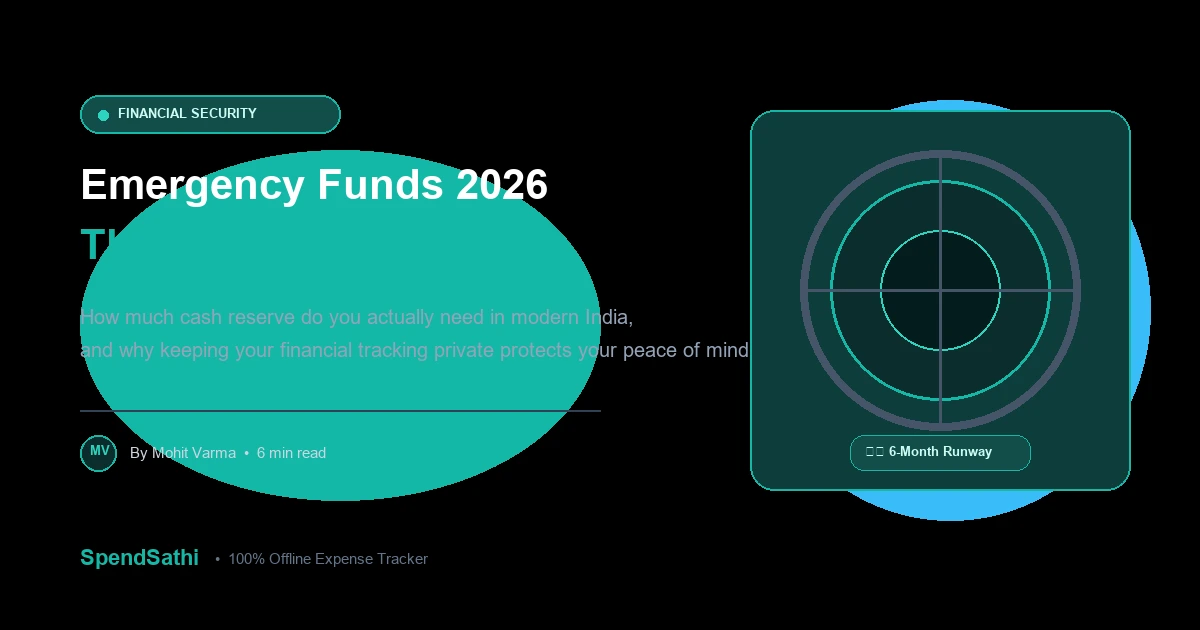 FINANCIAL SECURITY
Emergency Funds 2026
How much cash reserve do you actually need in modern India,
and why keeping your financial tracking private protects your peace of mind
MV
By Mohit Varma • 6 min read
6-Month Runway
SpendSathi • 100% Offline Expense Tracker